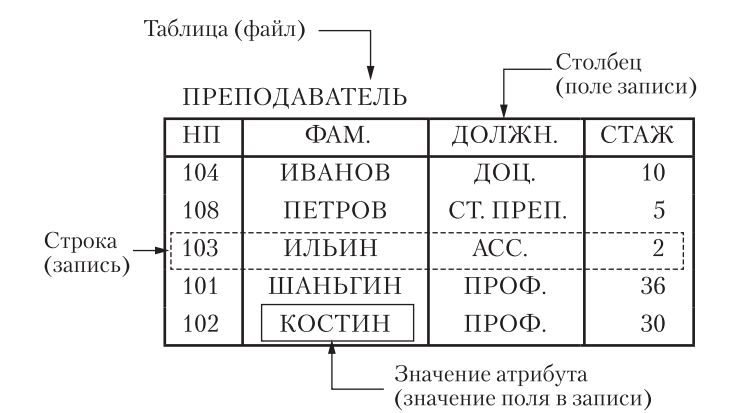 Таблица (файл)
Столбец
(поле записи)
ПРЕПОДАВАТЕЛЬ
НП ФАМ. ДОЛЖН. СТАЖ
104 ИВАНОВ ДОЦ. 10
108 ПЕТРОВ СТ. ПРЕП. 5
Строка
(запись)
103 ИЛЬИН АСС. 2
101 ШАНЬГИН ПРОФ. 36
102 КОСТИН ПРОФ. 30
Значение атрибута
(значение поля в записи)